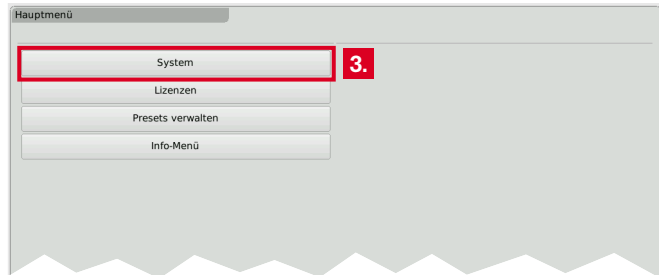 Hauptmenü
System
3.
Lizenzen
Presets verwalten
Info-Menü